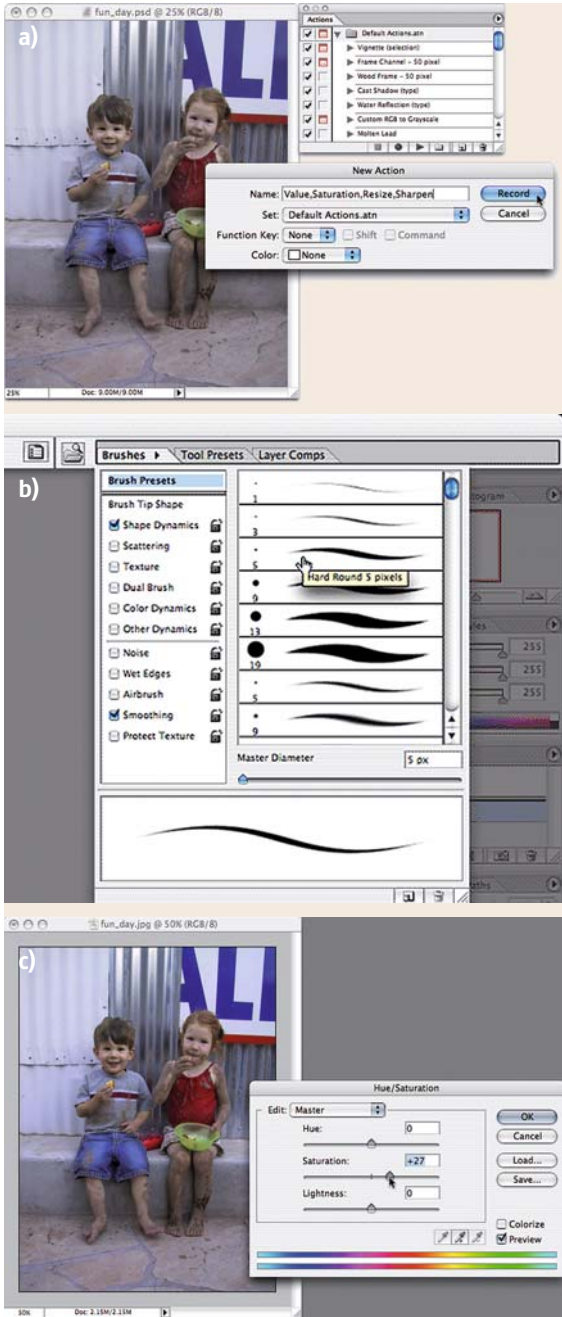 fun_day.psd @ 25% (RGB/8)
a)
ALI
Actions
Default Actions.atn
Vignette (selection)
Frame Channel - 50 pixel
Wood Frame - 50 pixel
Cast Shadow (type)
Water Reflection (type)
Custom RGB to Grayscale
Molten Lead
New Action
Name: Value,Saturation,Resize,Sharpen
Record
Set: Default Actions.atn
Cancel
Function Key: None Shift Command
Color: None
25% Doc: 9.00M/9.00M
b)
Brushes Tool Presets Layer Comps
Brush Presets
Brush Tip Shape
Shape Dynamics
Scattering
Texture
Dual Brush
Color Dynamics
Other Dynamics
Noise
Wet Edges
Airbrush
Smoothing
Protect Texture
1
3
5
Hard Round 5 pixels
9
13
19
5
9
Master Diameter 5 px
togram
yles
255
255
255
aths
fun_day.jpg @ 50% (RGB/8)
c)
ALI
Hue/Saturation
Edit: Master
OK
Hue: 0
Cancel
Saturation: +27
Load...
Save...
Lightness: 0
Colorize
Preview
50% Doc: 2.15M/2.15M